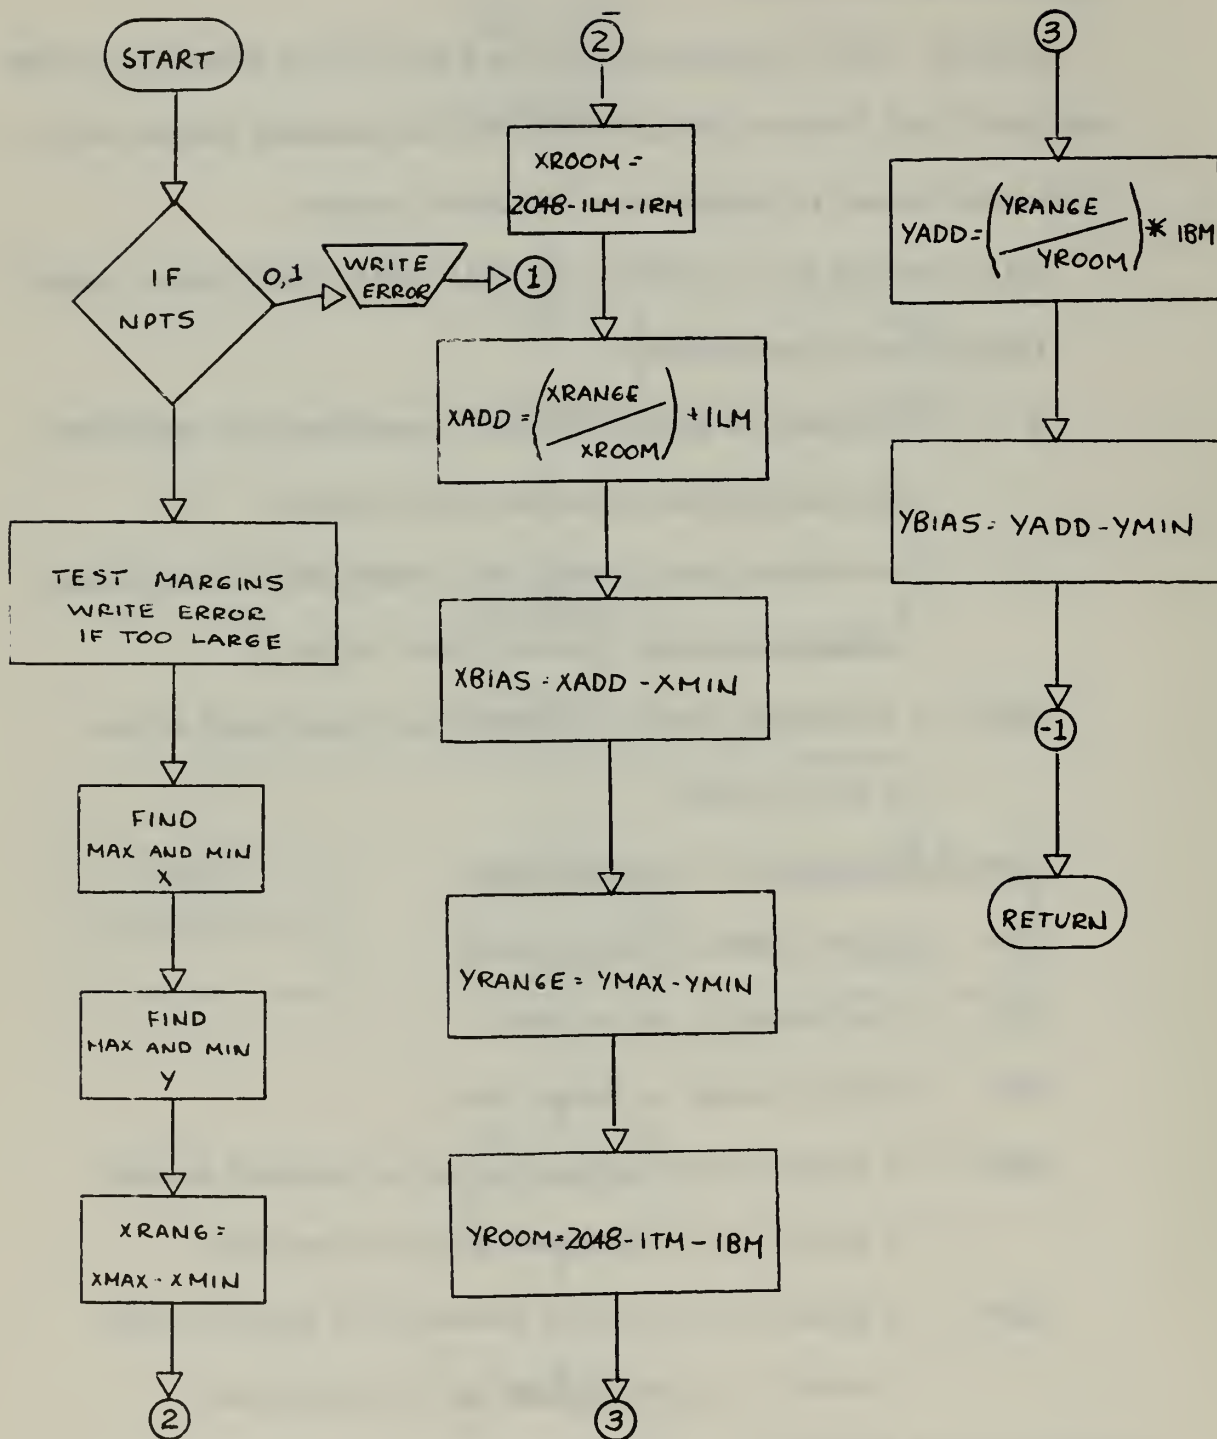 START
IF
NPTS
0,1
WRITE
ERROR
1
TEST MARGINS
WRITE ERROR
IF TOO LARGE
FIND
MAX AND MIN
X
FIND
MAX AND MIN
Y
XRANG =
XMAX - XMIN
2
2
XROOM =
2048-ILM-IRM
XADD = (XRANGE / XROOM) + ILM
XBIAS = XADD - XMIN
YRANGE = YMAX - YMIN
YROOM = 2048-ITM-IBM
3
3
YADD = (YRANGE / YROOM) * IBM
YBIAS = YADD - YMIN
-1
RETURN